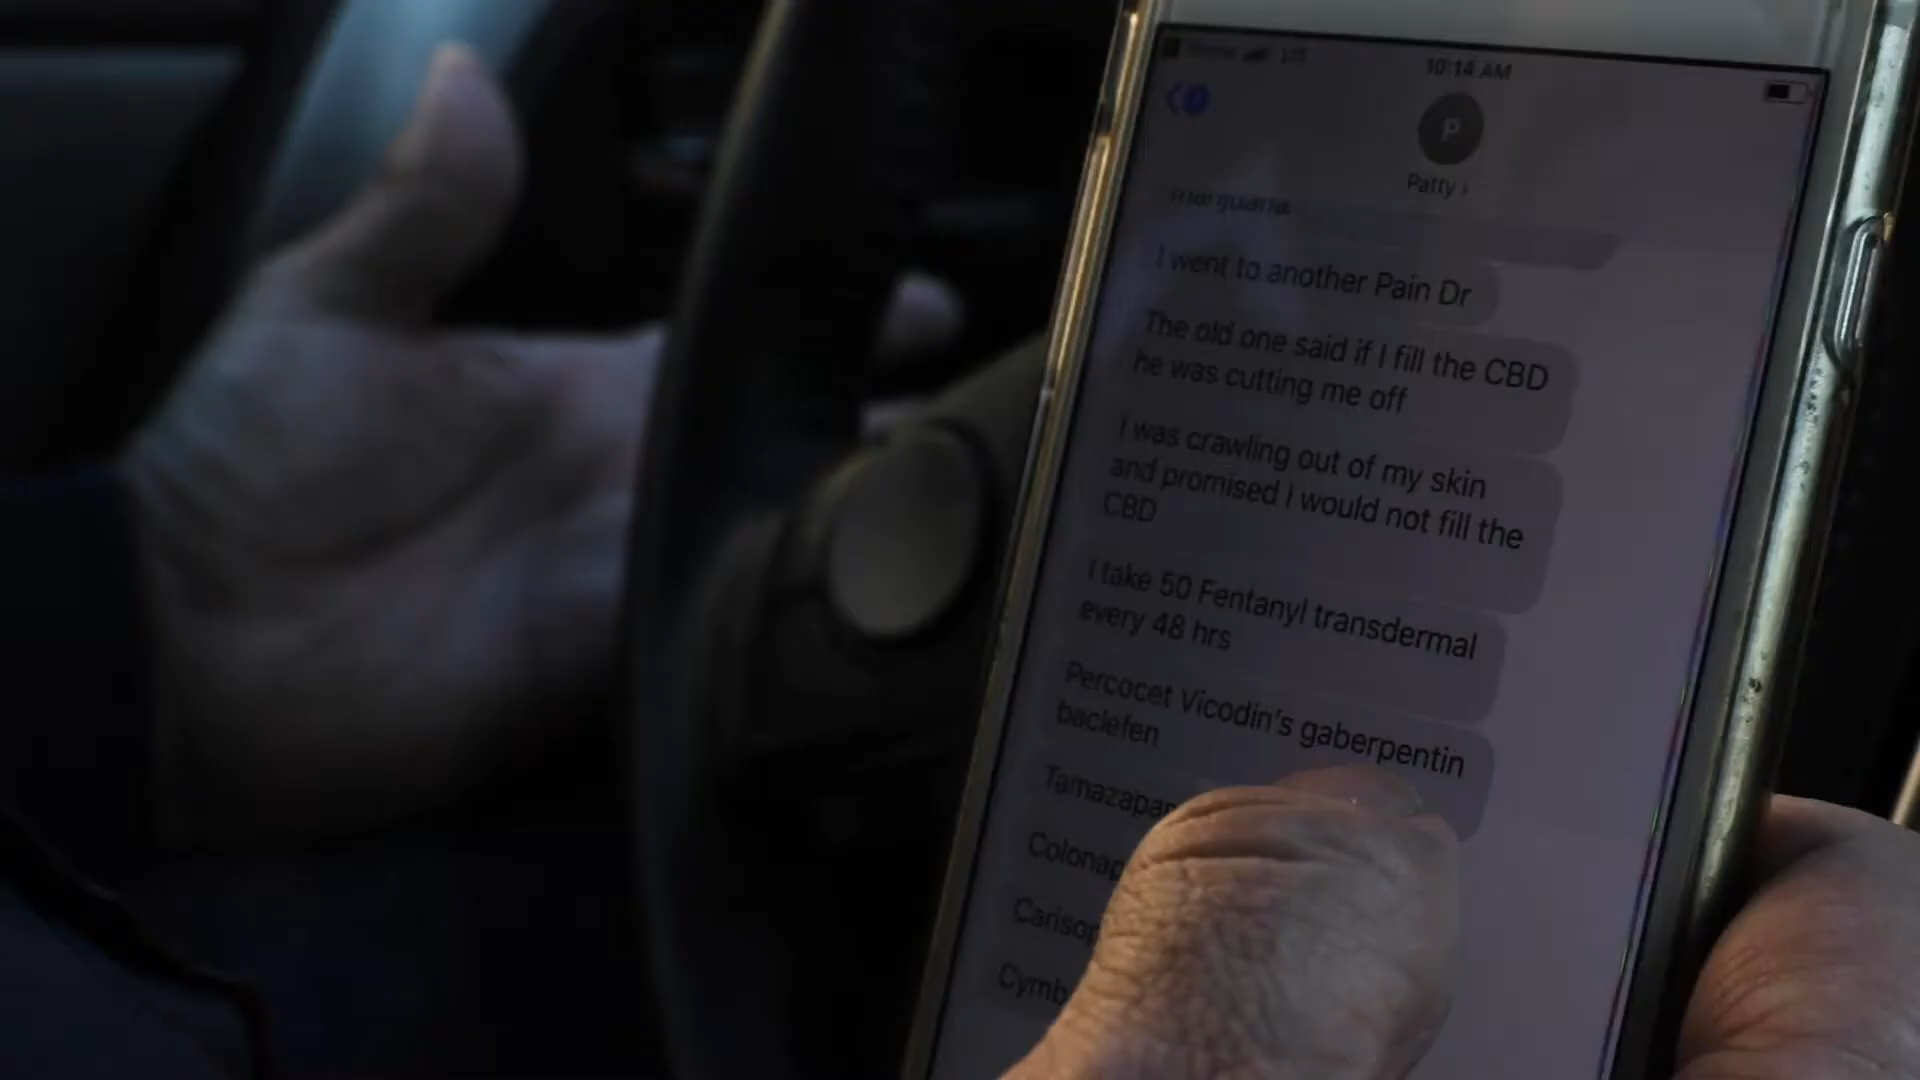 LTE
10:14 AM
P
Patty ›
marijuana
I went to another Pain Dr
The old one said if I fill the CBD
he was cutting me off
I was crawling out of my skin
and promised I would not fill the
CBD
I take 50 Fentanyl transdermal
every 48 hrs
Percocet Vicodin's gaberpentin
baclefen